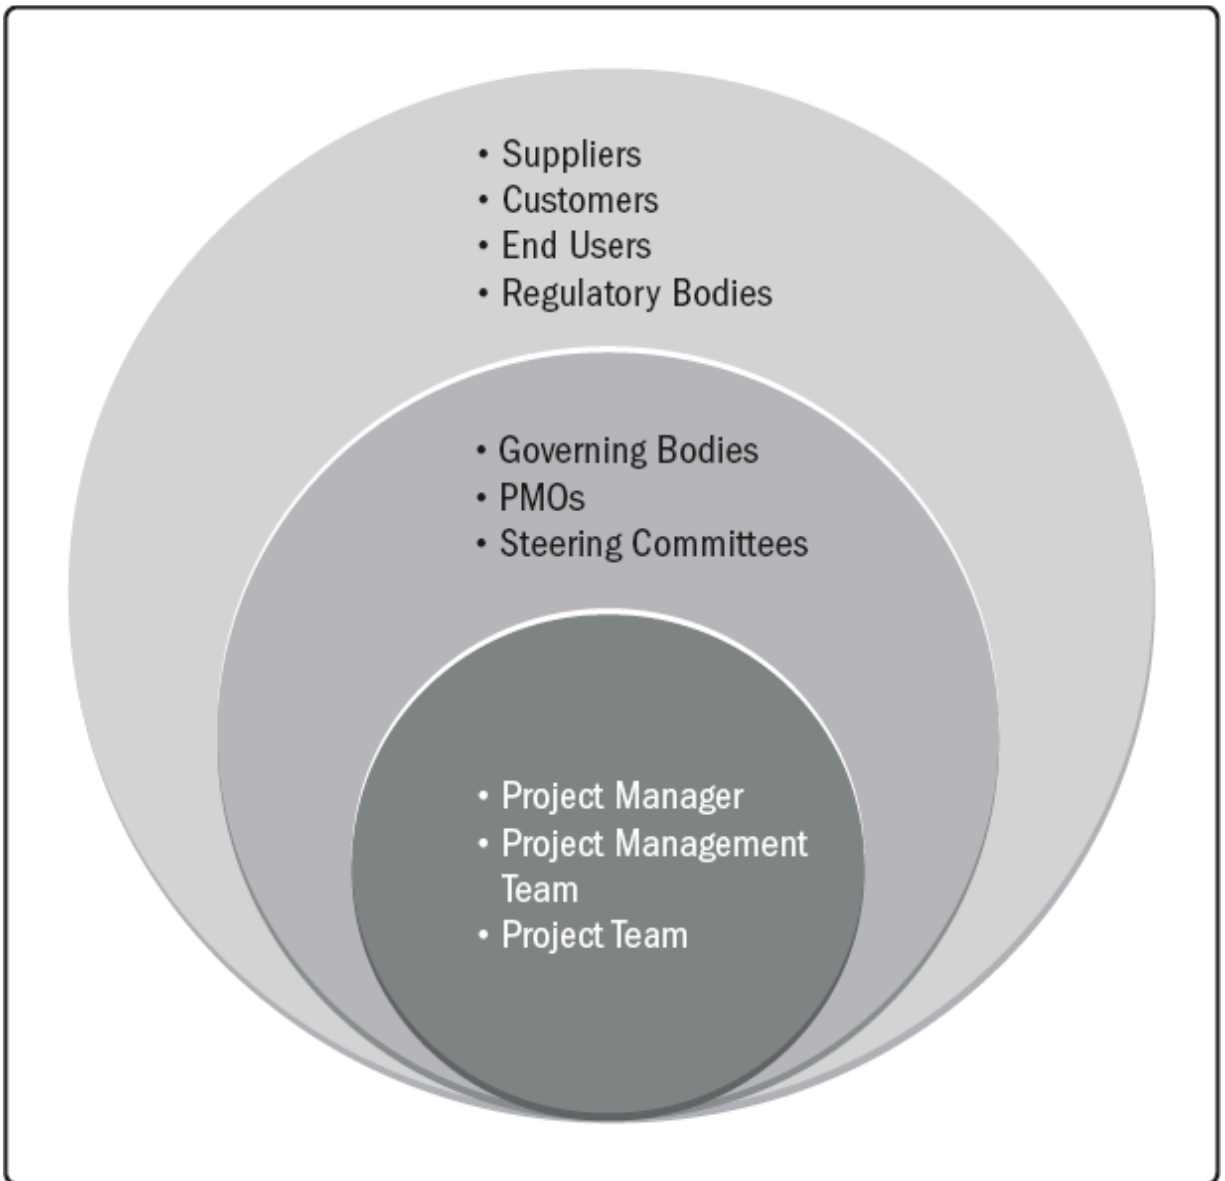 • Suppliers
• Customers
• End Users
• Regulatory Bodies
• Governing Bodies
• PMOs
• Steering Committees
• Project Manager
• Project Management
Team
• Project Team